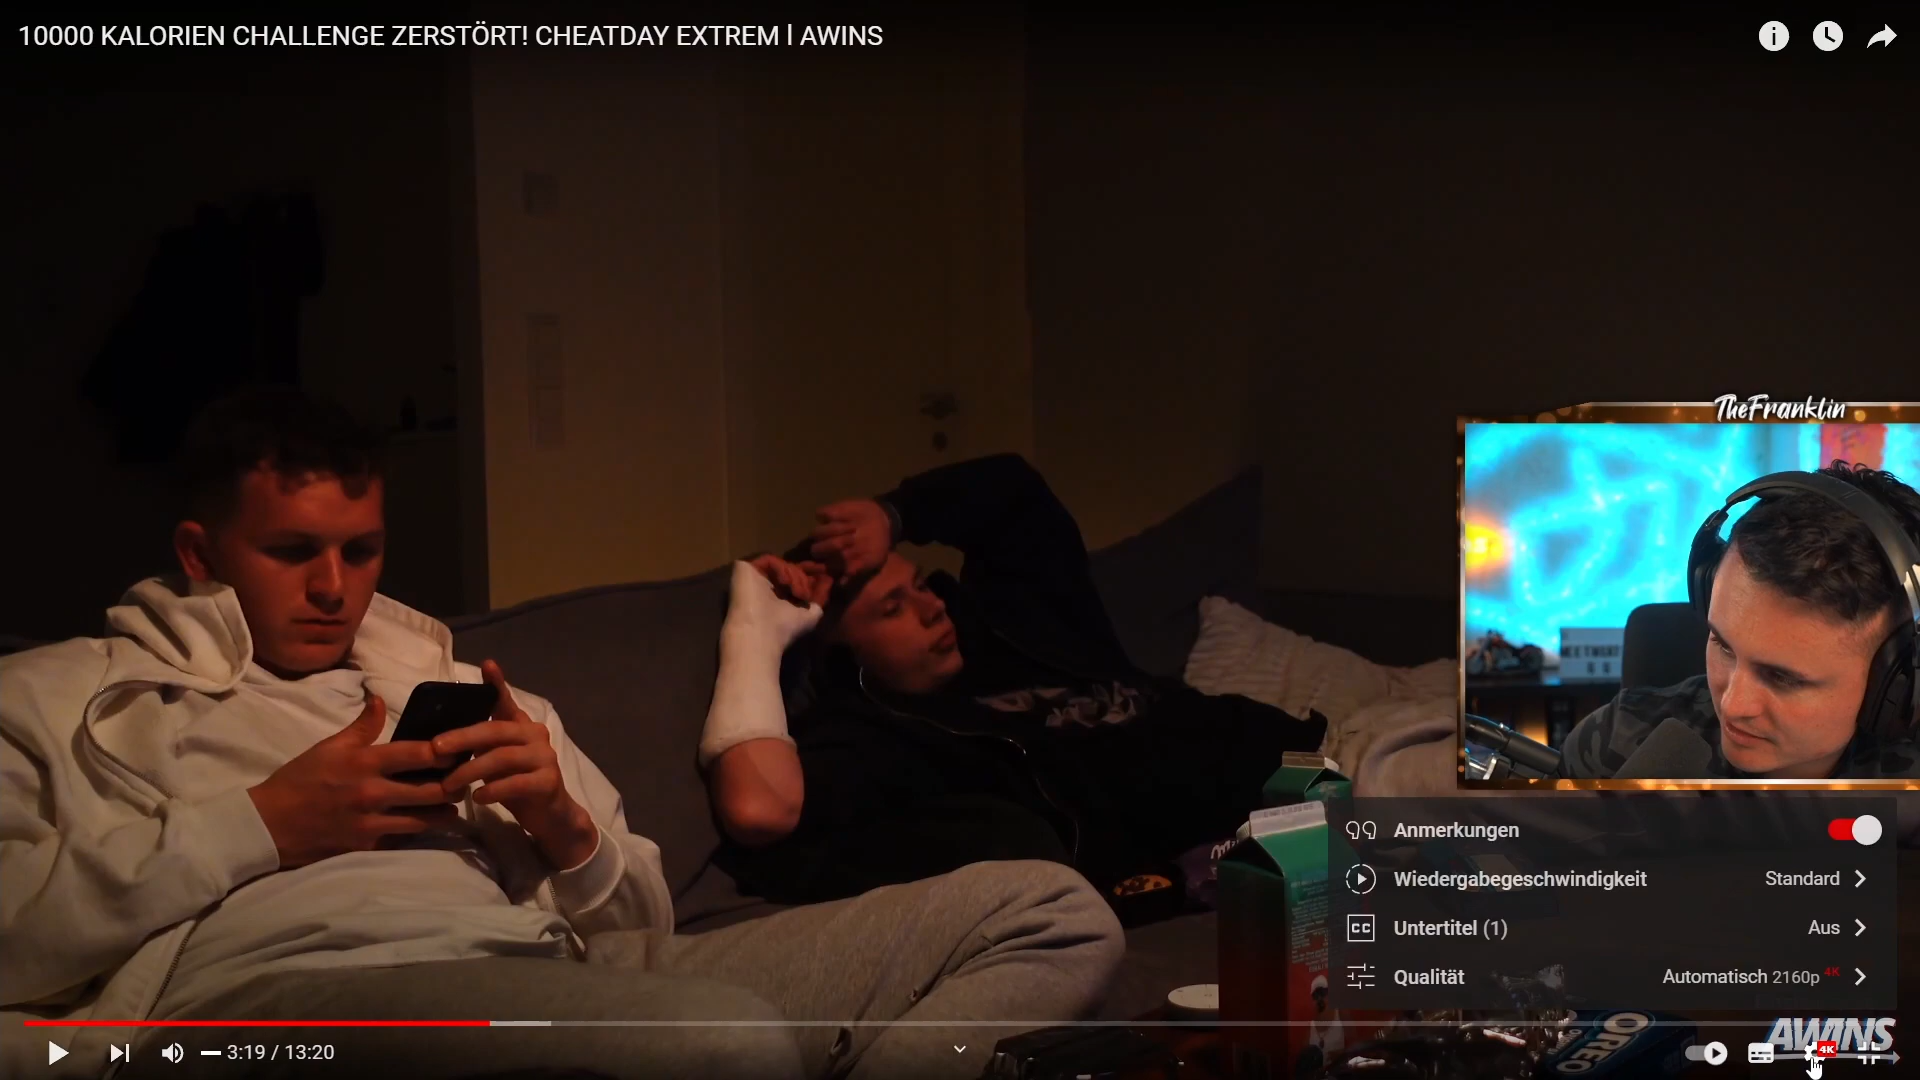 10000 KALORIEN CHALLENGE ZERSTÖRT! CHEATDAY EXTREM l AWINS
TheFranklin
Anmerkungen
Wiedergabegeschwindigkeit Standard
Untertitel (1) Aus
Qualität Automatisch 2160p 4K
OREO
AWINS
3:19 / 13:20
4K